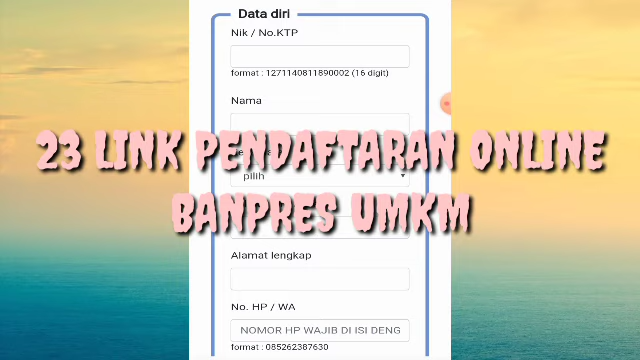 Data diri
Nik / No.KTP
format : 1271140811890002 (16 digit)
Nama
23 LINK PENDAFTARAN ONLINE
pilih
BANPRES UMKM
Alamat lengkap
No. HP / WA
NOMOR HP WAJIB DI ISI DENG
format : 085262387630